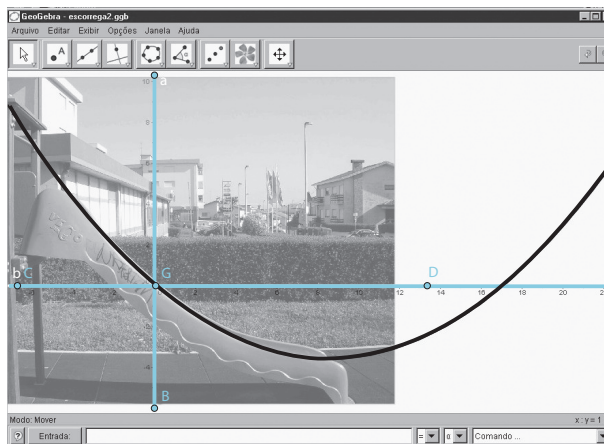 GeoGebra - escorrega2.ggb
Arquivo Editar Exibir Opções Janela Ajuda
A
α
a
10
8
b C
G
D
2 4 6 8 10 12 14 16 18 20 22
-4
B
Modo: Mover
x : y = 1
? Entrada:
= α Comando ...